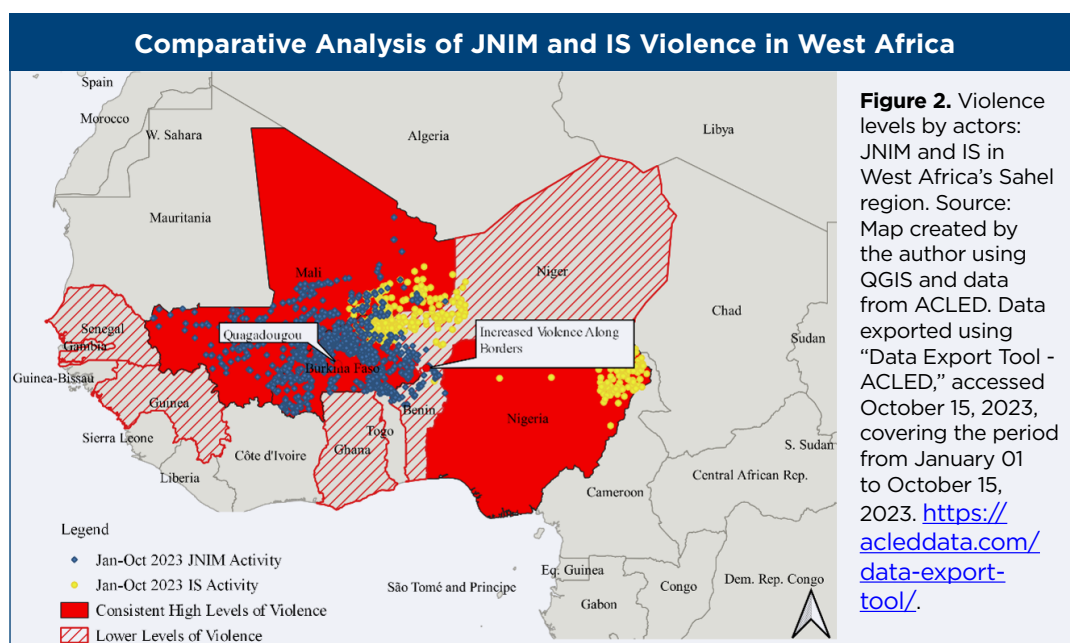 Comparative Analysis of JNIM and IS Violence in West Africa
Spain
Morocco
W. Sahara
Algeria
Libya
Mauritania
Mali
Niger
Chad
Sudan
Senegal
Gambia
Guinea-Bissau
Guinea
Sierra Leone
Liberia
Côte d'Ivoire
Quagadougou
Burkina Faso
Increased Violence Along
Borders
Ghana
Togo
Benin
Nigeria
Cameroon
Central African Rep.
S. Sudan
Eq. Guinea
São Tomé and Principe
Gabon
Congo
Dem. Rep. Congo
Legend
Jan-Oct 2023 JNIM Activity
Jan-Oct 2023 IS Activity
Consistent High Levels of Violence
Lower Levels of Violence
Figure 2. Violence
levels by actors:
JNIM and IS in
West Africa’s Sahel
region. Source:
Map created by
the author using
QGIS and data
from ACLED. Data
exported using
“Data Export Tool -
ACLED,” accessed
October 15, 2023,
covering the period
from January 01
to October 15,
2023. https://
acleddata.com/
data-export-
tool/.